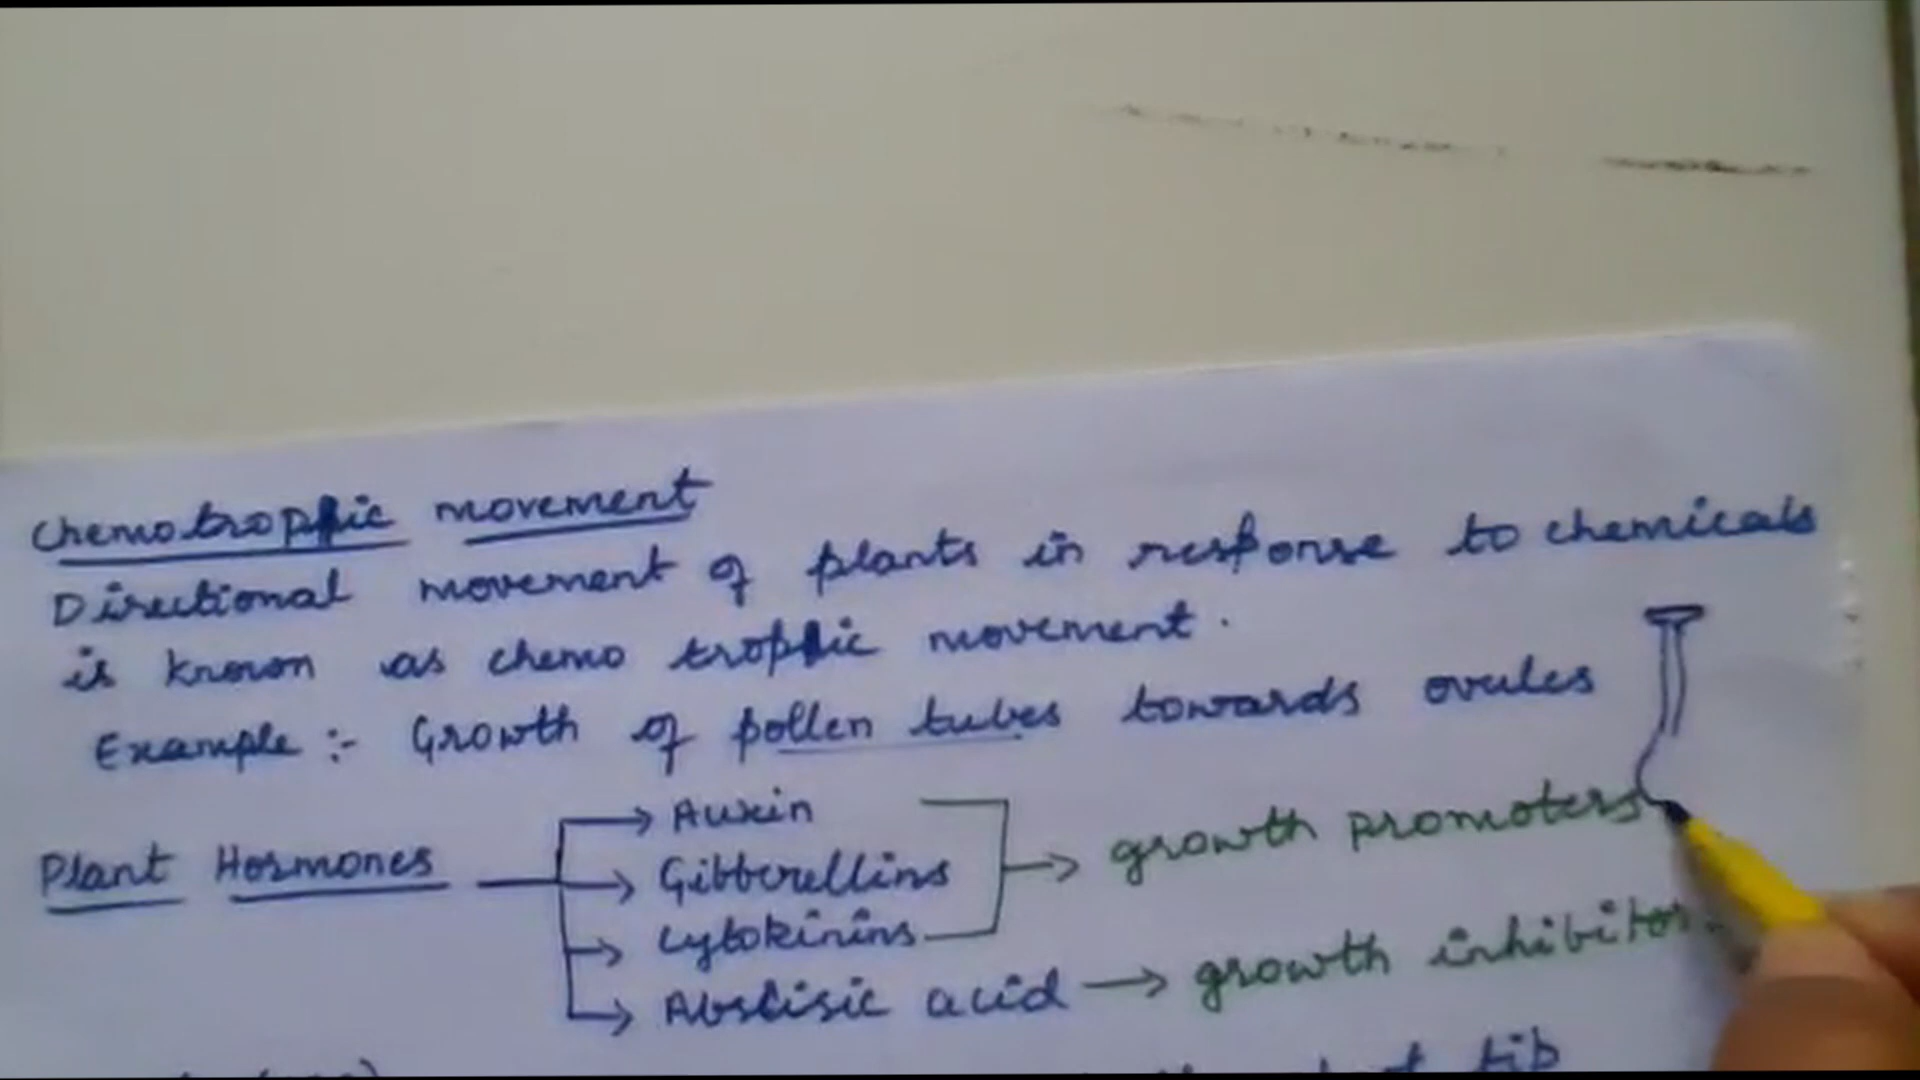 Chemotropic movement
Directional movement of plants in response to chemicals
is known as chemo tropic movement.
Example :- Growth of pollen tubes towards ovules
Plant Hormones → Auxin
→ Gibberellins → growth promoters
→ Cytokinins
→ Abscisic acid → growth inhibitor
tip